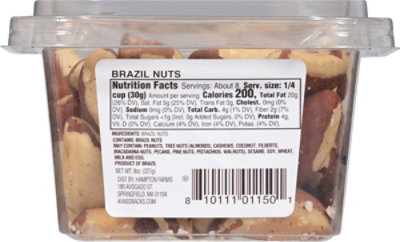 BRAZIL NUTS
Nutrition Facts Servings: About 8, Serv. size: 1/4
cup (30g) Amount per serving: Calories 200, Total Fat 20g
(26% DV), Sat. Fat 5g (25% DV), Trans Fat 0g, Cholest. 0mg (0%
DV), Sodium 0mg (0% DV), Total Carb. 4g (1% DV), Fiber 2g (7%
DV), Total Sugars <1g (Incl. 0g Added Sugars, 0% DV), Protein 4g,
Vit. D (0% DV), Calcium (4% DV), Iron (4% DV), Potas. (4% DV).
INGREDIENTS: BRAZIL NUTS
CONTAINS: BRAZIL NUTS
MAY CONTAIN: PEANUTS, TREE NUTS (ALMONDS, CASHEWS, COCONUT, FILBERTS,
MACADAMIA NUTS, PECANS, PINE NUTS, PISTACHIOS, WALNUTS), SESAME, SOY, WHEAT,
MILK AND EGG.
PRODUCT OF BRAZIL
NET WT. 8oz (227g)
DIST BY: HAMPTON FARMS
180 AVOCADO ST.
SPRINGFIELD, MA 01104
8 10111 01150 1